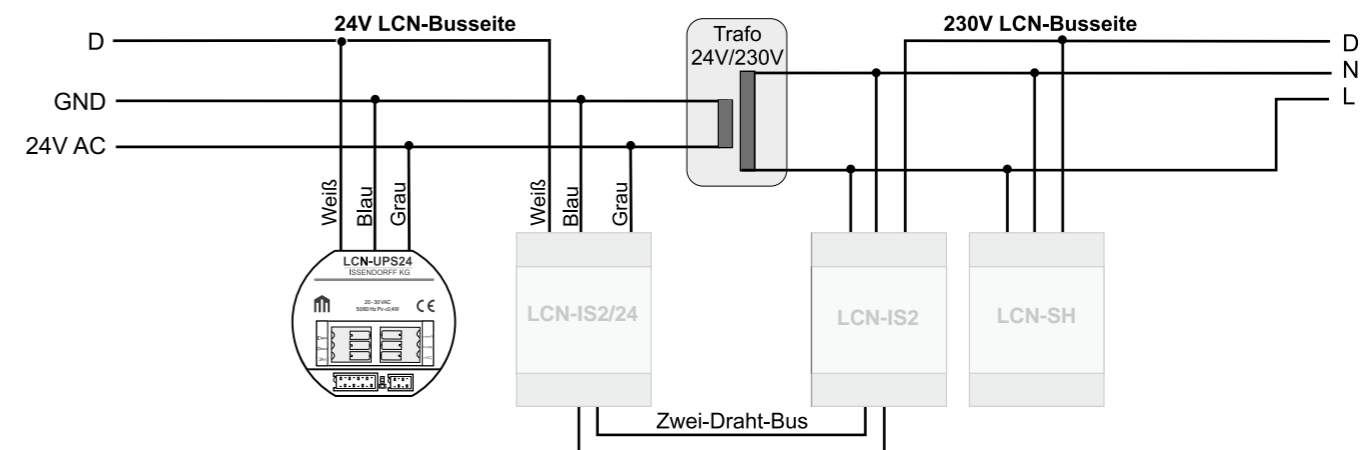 24V LCN-Busseite
230V LCN-Busseite
Trafo
24V/230V
D
GND
24V AC
D
N
L
Weiß
Blau
Grau
Weiß
Blau
Grau
LCN-UPS24
ISSENDORFF KG
20 - 30 VAC
50/60 Hz Pv <0,4W
CE
LCN-IS2/24
LCN-IS2
LCN-SH
Zwei-Draht-Bus